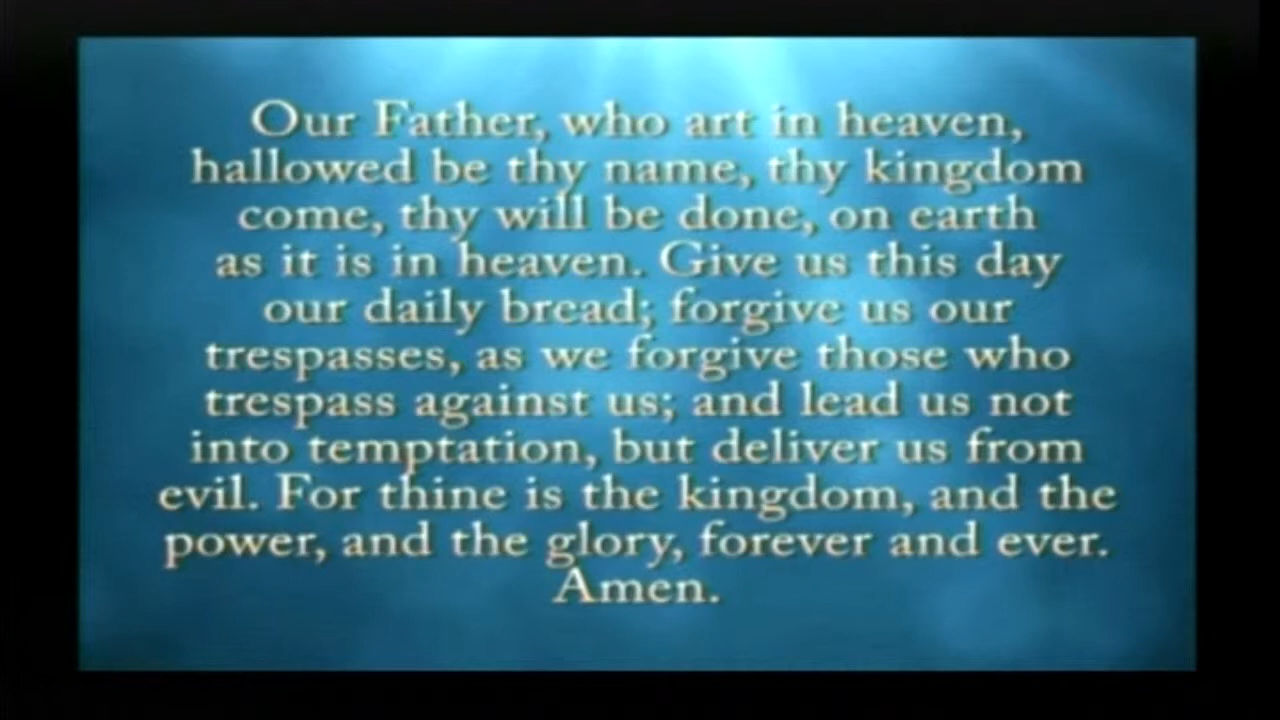 Our Father, who art in heaven,
hallowed be thy name, thy kingdom
come, thy will be done, on earth
as it is in heaven. Give us this day
our daily bread; forgive us our
trespasses, as we forgive those who
trespass against us; and lead us not
into temptation, but deliver us from
evil. For thine is the kingdom, and the
power, and the glory, forever and ever.
Amen.